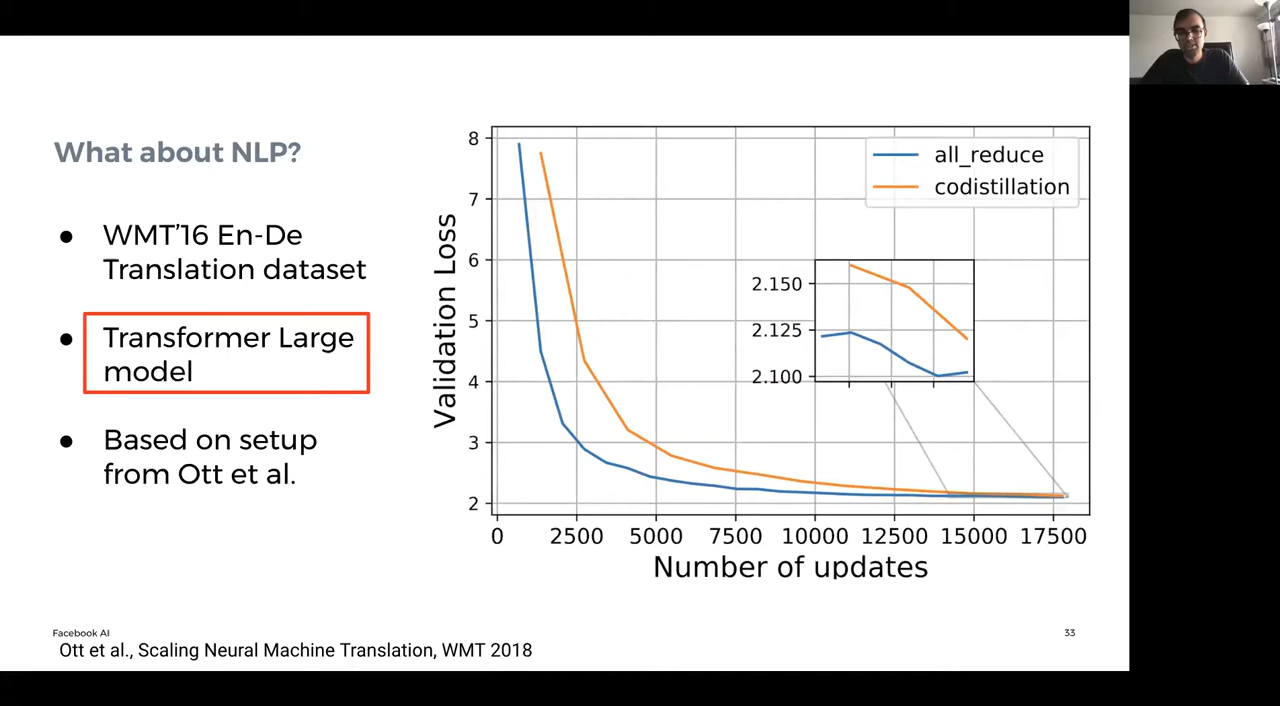 What about NLP?
● WMT’16 En-De
Translation dataset
● Transformer Large
model
● Based on setup
from Ott et al.
8
7
6
5
4
3
2
Validation Loss
all_reduce
codistillation
2.150
2.125
2.100
0 2500 5000 7500 10000 12500 15000 17500
Number of updates
Facebook AI
33
Ott et al., Scaling Neural Machine Translation, WMT 2018